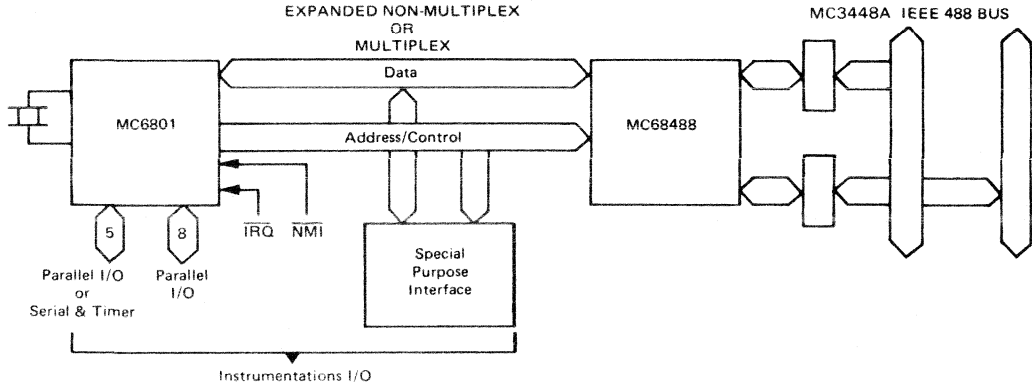 EXPANDED NON-MULTIPLEX
OR
MULTIPLEX
MC3448A IEEE 488 BUS
Data
MC6801
MC68488
Address/Control
IRQ
NMI
5
8
Parallel I/O
or
Serial & Timer
Parallel
I/O
Special
Purpose
Interface
Instrumentations I/O